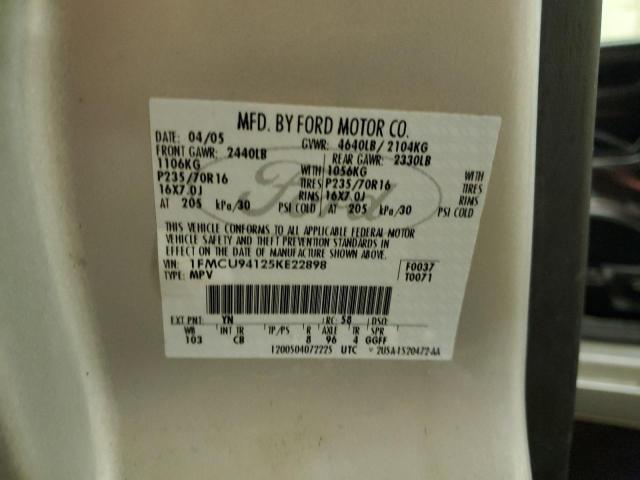 MFD. BY FORD MOTOR CO.
DATE: 04/05 GVWR: 4640LB/ 2104KG
FRONT GAWR: 2440LB REAR GAWR: 2330LB
1106KG WITH 1056KG WITH
P235/70R16 TIRES P235/70R16 TIRES
16X7.0J RIMS 16X7.0J RIMS
AT 205 kPa/30 PSI COLD AT 205 kPa/30 PSI COLD
Ford
THIS VEHICLE CONFORMS TO ALL APPLICABLE FEDERAL MOTOR
VEHICLE SAFETY AND THEFT PREVENTION STANDARDS IN
EFFECT ON THE DATE OF MANUFACTURE SHOWN ABOVE.
VIN: 1FMCU94125KE22898 F0037
TYPE: MPV T0071
EXT PNT: YN RC: 58 DSO:
WB INT TR TP/PS R AXLE TR SPR
103 CB 8 96 4 GGFF
1200504072225 UTC 2U5A-1520472-AA